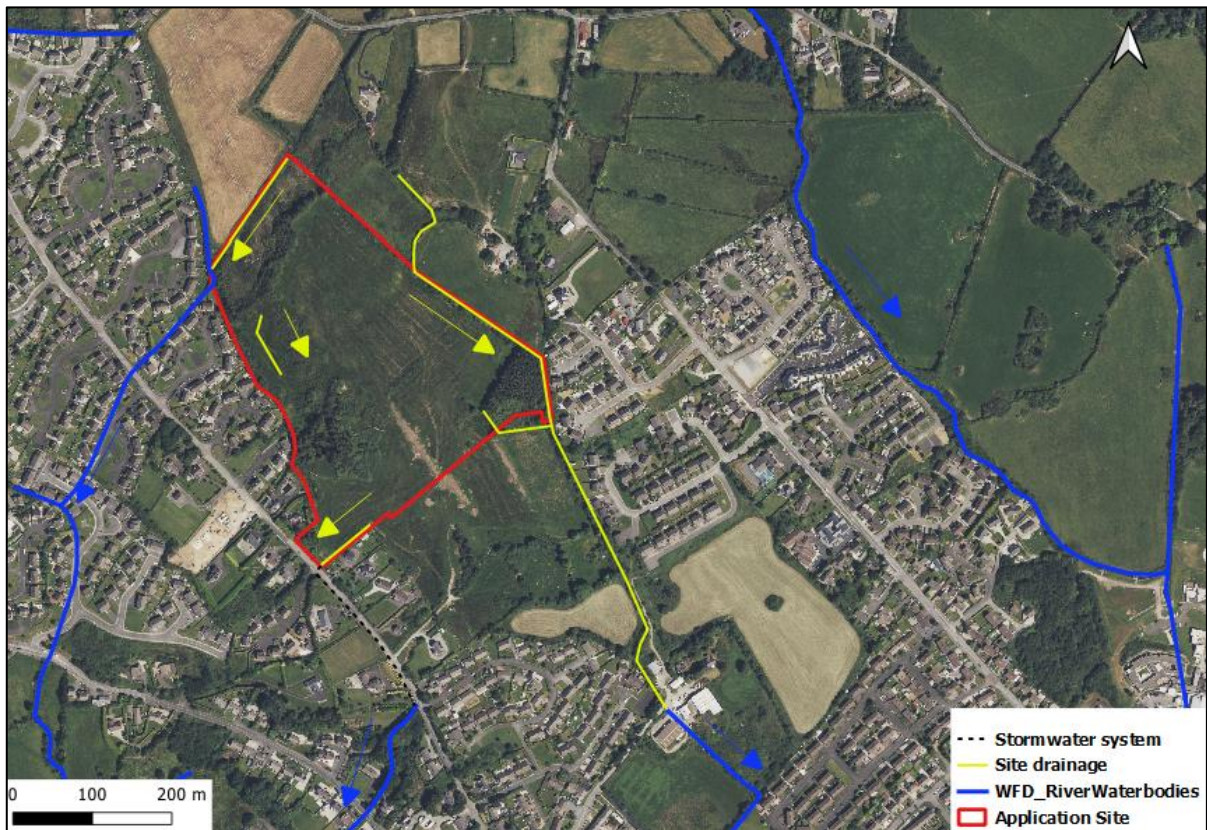 Stormwater system
Site drainage
WFD_RiverWaterbodies
Application Site
0 100 200 m